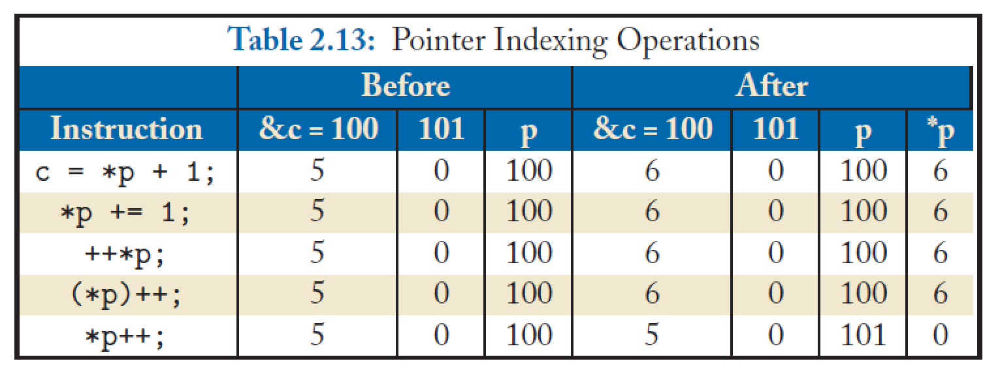 Table 2.13: Pointer Indexing Operations
Before After
Instruction &c = 100 101 p &c = 100 101 p *p
c = *p + 1; 5 0 100 6 0 100 6
*p += 1; 5 0 100 6 0 100 6
++*p; 5 0 100 6 0 100 6
(*p)++; 5 0 100 6 0 100 6
*p++; 5 0 100 5 0 101 0